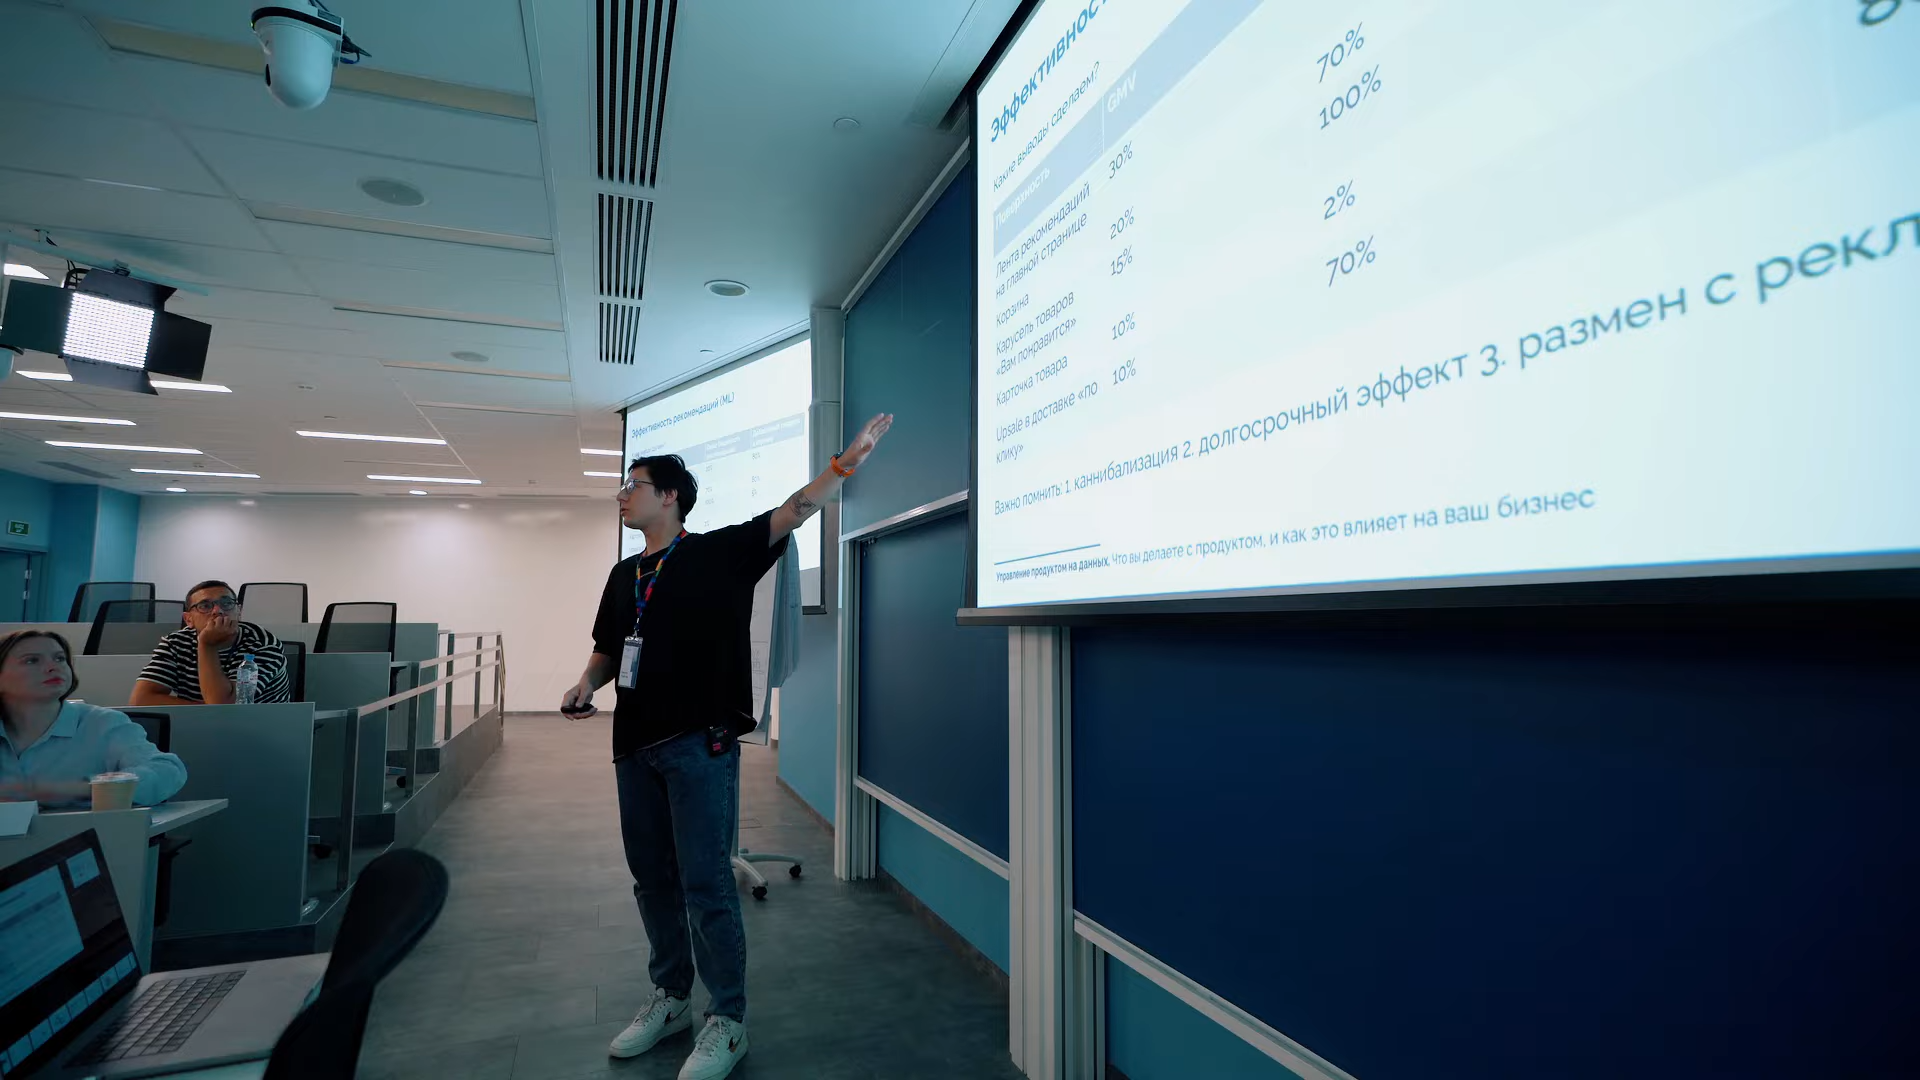 Эффективнос
Какие выводы сделаем?
Поверхность GMV
Лента рекомендаций
на главной странице
30% 70%
Корзина 20% 100%
Карусель товаров
«Вам понравится»
15%
Карточка товара 10% 2%
Upsale в доставке «по
клику»
10% 70%
Важно помнить: 1. каннибализация 2. долгосрочный эффект 3. размен с рекл
Управление продуктом на данных. Что вы делаете с продуктом, и как это влияет на ваш бизнес
Эффективность рекомендаций (ML)